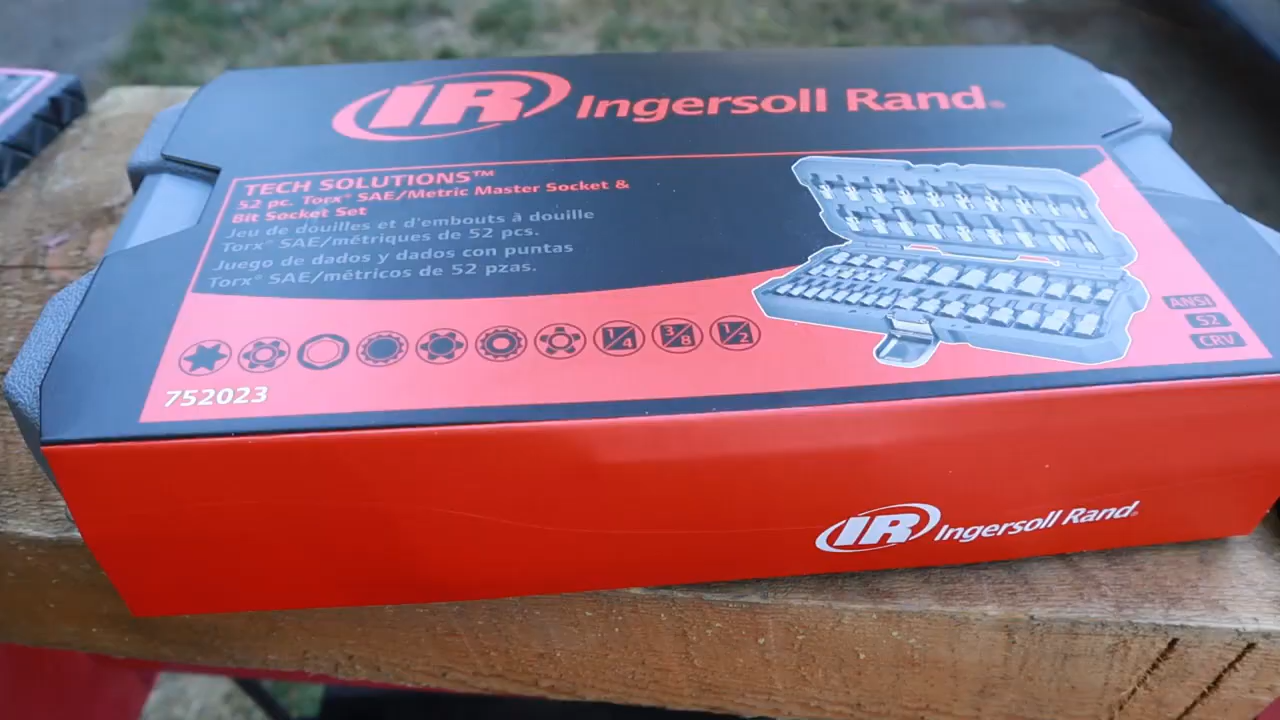 IR Ingersoll Rand®
TECH SOLUTIONS™
52 pc. Torx® SAE/Metric Master Socket &
Bit Socket Set
Jeu de douilles et d'embouts à douille
Torx® SAE/métriques de 52 pcs.
Juego de dados y dados con puntas
Torx® SAE/métricos de 52 pzas.
1/4 3/8 1/2
ANSI
S2
CRV
752023
IR Ingersoll Rand®